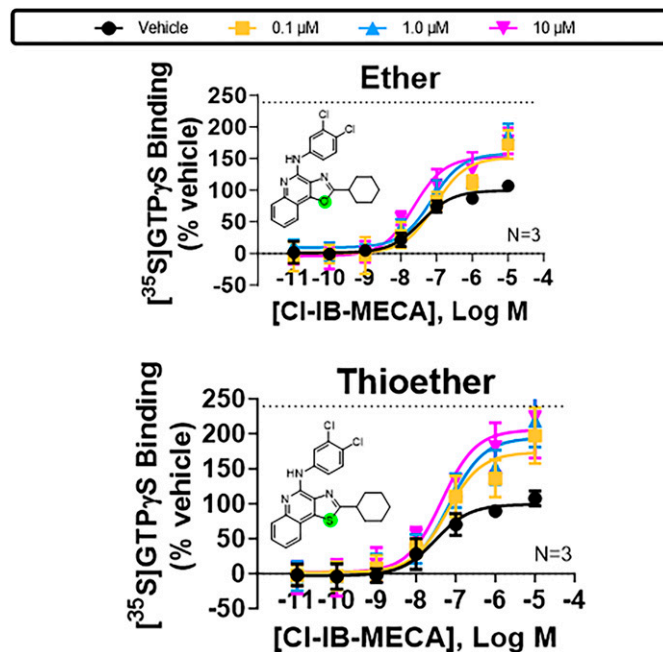 Vehicle 0.1 µM 1.0 µM 10 µM
Ether
[³⁵S]GTPγS Binding
(% vehicle)
250
200
150
100
50
0
-50
Cl
Cl
HN
N
N
O
N=3
-11 -10 -9 -8 -7 -6 -5 -4
[Cl-IB-MECA], Log M
Thioether
[³⁵S]GTPγS Binding
(% vehicle)
250
200
150
100
50
0
-50
Cl
Cl
HN
N
N
S
N=3
-11 -10 -9 -8 -7 -6 -5 -4
[Cl-IB-MECA], Log M